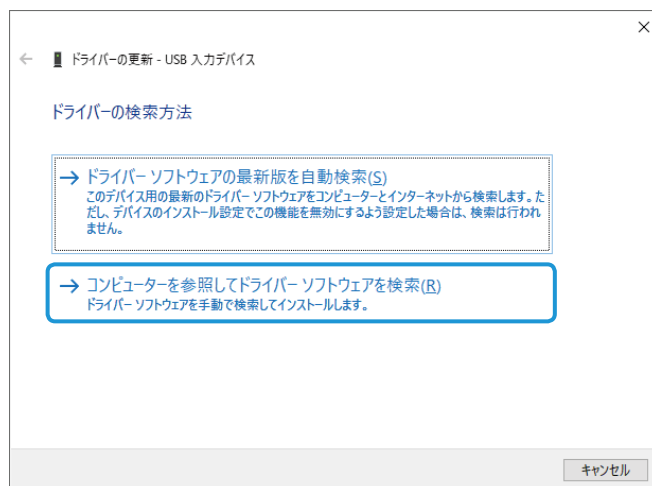 ドライバーの更新 - USB 入力デバイス
ドライバーの検索方法
ドライバー ソフトウェアの最新版を自動検索(S)
このデバイス用の最新のドライバー ソフトウェアをコンピューターとインターネットから検索します。た
だし、デバイスのインストール設定でこの機能を無効にするよう設定した場合は、検索は行われ
ません。
コンピューターを参照してドライバー ソフトウェアを検索(R)
ドライバー ソフトウェアを手動で検索してインストールします。
キャンセル